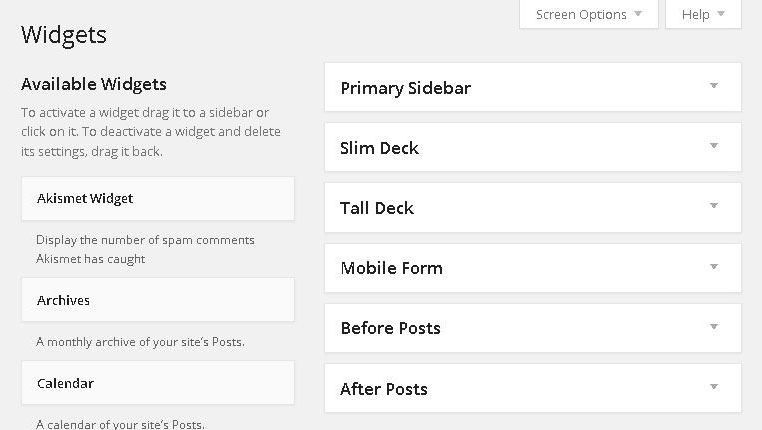 Screen Options
Help
Widgets
Available Widgets
To activate a widget drag it to a sidebar or
click on it. To deactivate a widget and delete
its settings, drag it back.
Akismet Widget
Display the number of spam comments
Akismet has caught
Archives
A monthly archive of your site's Posts.
Calendar
A calendar of your site's Posts.
Primary Sidebar
Slim Deck
Tall Deck
Mobile Form
Before Posts
After Posts